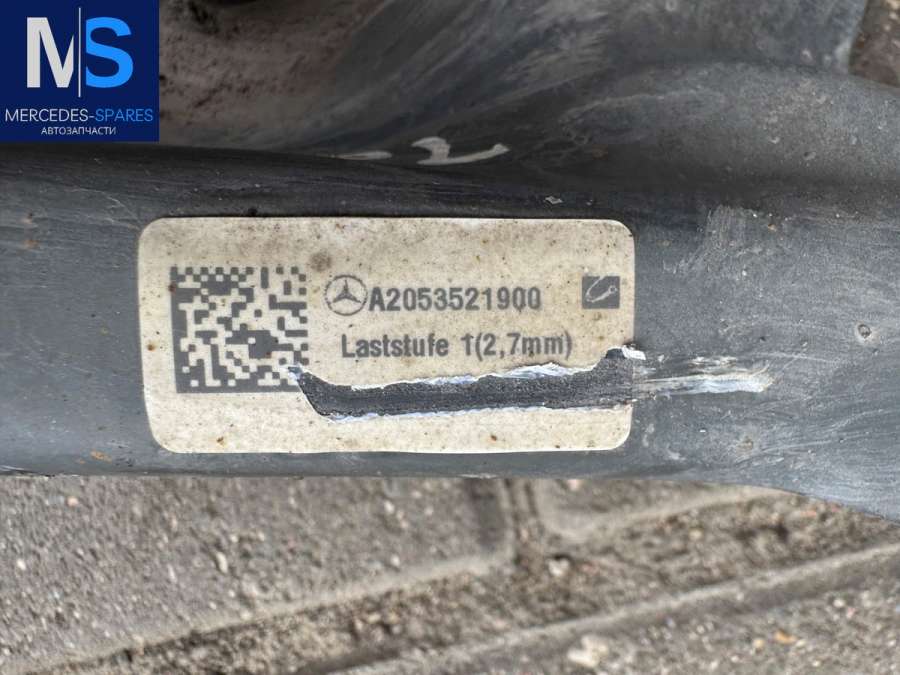 MS
MERCEDES-SPARES
АВТОЗАПЧАСТИ
A2053521900
Laststufe 1(2,7mm)